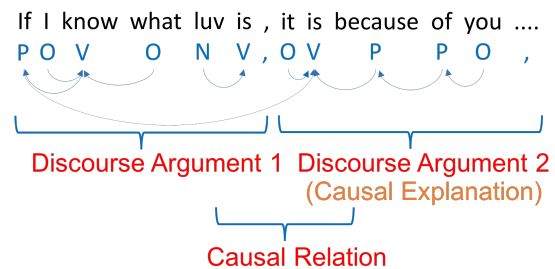 If I know what luv is , it is because of you ....
P O V O N V , O V P P O ,
Discourse Argument 1 Discourse Argument 2
(Causal Explanation)
Causal Relation